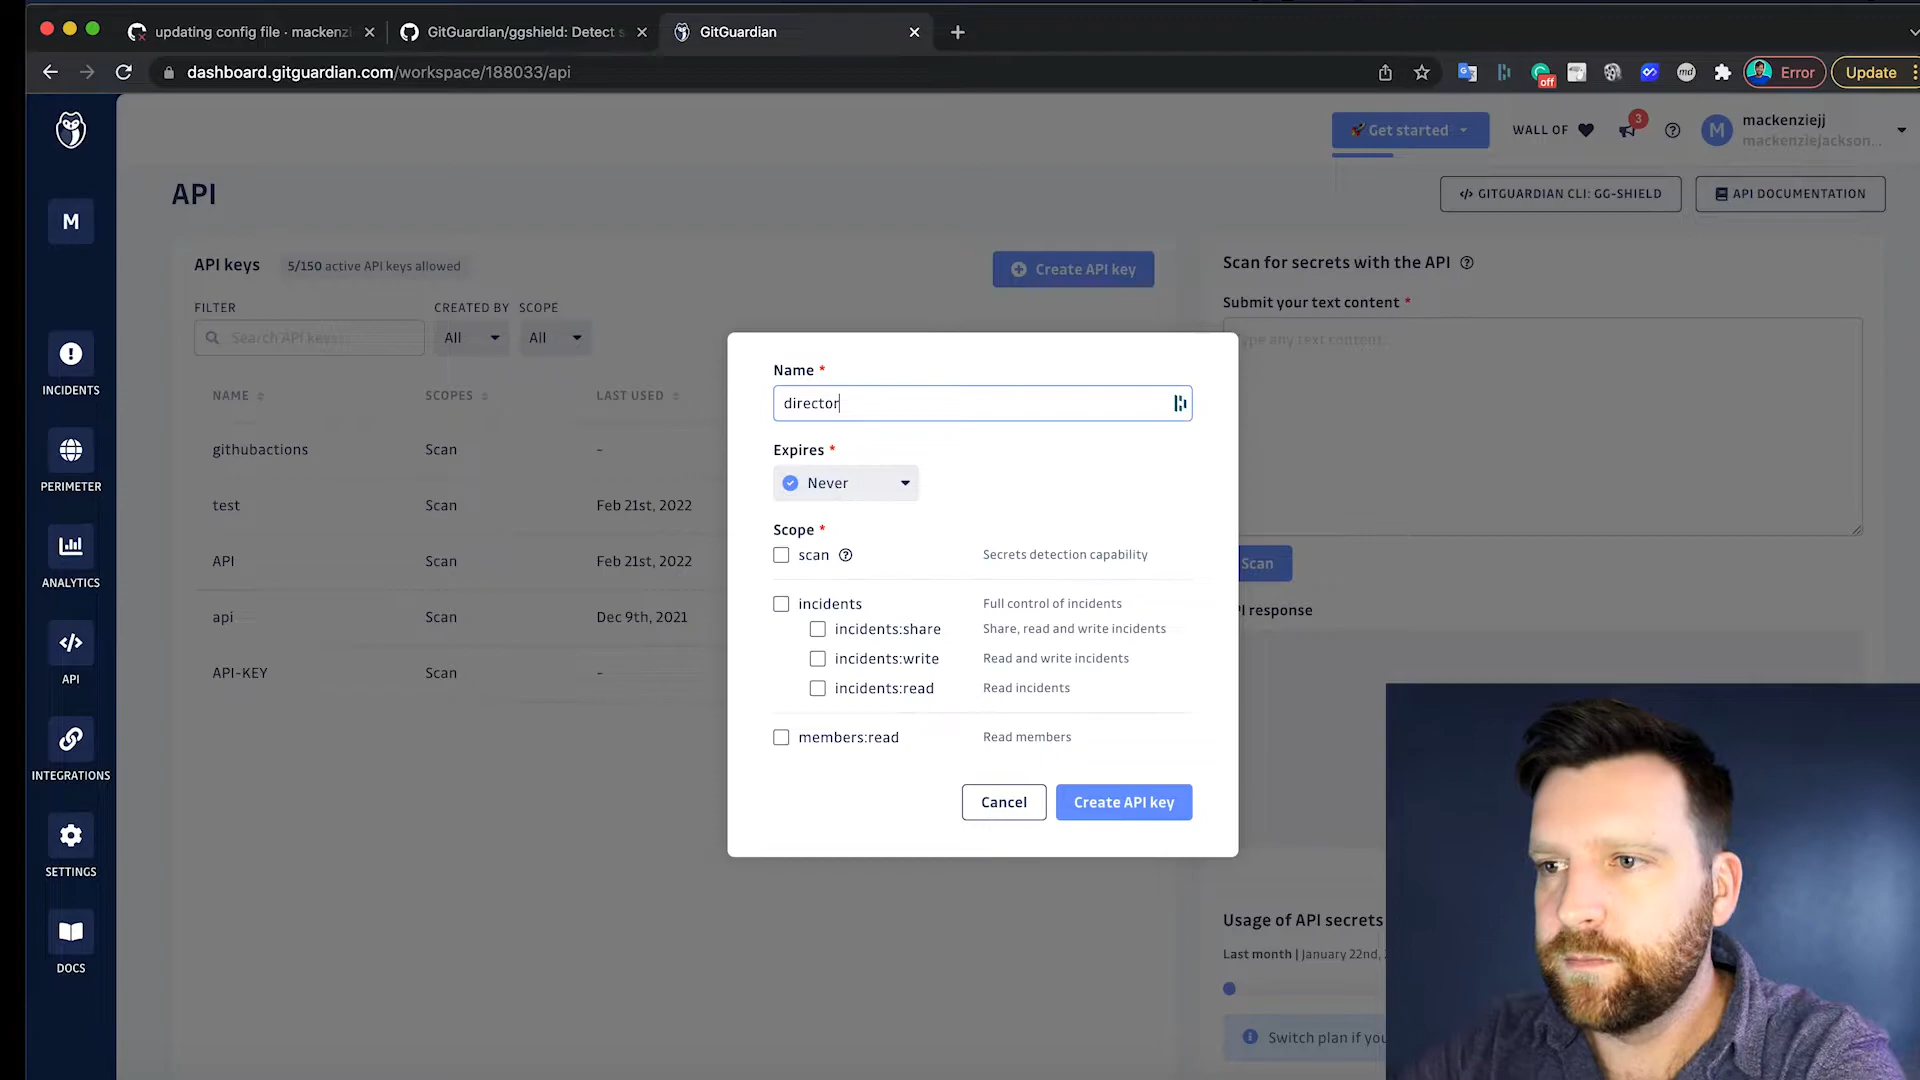 updating config file · mackenzi
GitGuardian/ggshield: Detect s
GitGuardian
dashboard.gitguardian.com/workspace/188033/api
off
md
Error
Update
Get started
WALL OF
3
M
mackenziejj
mackenziejackson...
M
INCIDENTS
PERIMETER
ANALYTICS
API
INTEGRATIONS
SETTINGS
DOCS
API
GITGUARDIAN CLI: GG-SHIELD
API DOCUMENTATION
API keys
5/150 active API keys allowed
Create API key
FILTER
CREATED BY
SCOPE
Search API keys...
All
All
NAME
SCOPES
LAST USED
githubactions
Scan
-
test
Scan
Feb 21st, 2022
API
Scan
Feb 21st, 2022
api
Scan
Dec 9th, 2021
API-KEY
Scan
-
Name *
director
Expires *
Never
Scope *
scan
Secrets detection capability
incidents
Full control of incidents
incidents:share
Share, read and write incidents
incidents:write
Read and write incidents
incidents:read
Read incidents
members:read
Read members
Cancel
Create API key
Scan for secrets with the API
Submit your text content *
ype any text content...
Scan
PI response
Usage of API secrets
Last month | January 22nd,
Switch plan if you